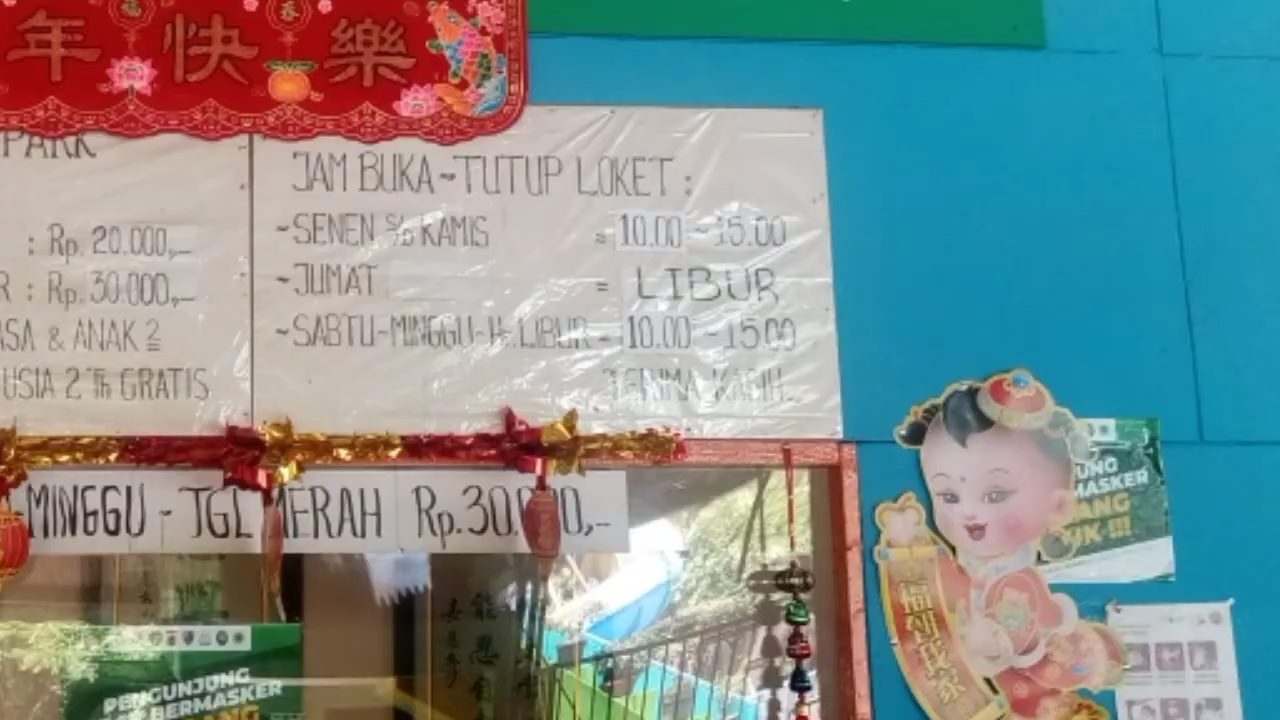 年快樂
PARK
: Rp. 20.000,-
R : Rp. 30.000,-
ASA & ANAK 2
USIA 2 Th GRATIS
JAM BUKA ~ TUTUP LOKET :
~SENEN S/D KAMIS = 10.00 ~ 15.00
~JUMAT = LIBUR
~SABTU-MINGGU-H. LIBUR = 10.00 ~ 15.00
TERIMA KASIH
-MINGGU - TGL MERAH Rp. 30.000,-
UNG
MASKER
PENGUNJUNG
BERMASKER